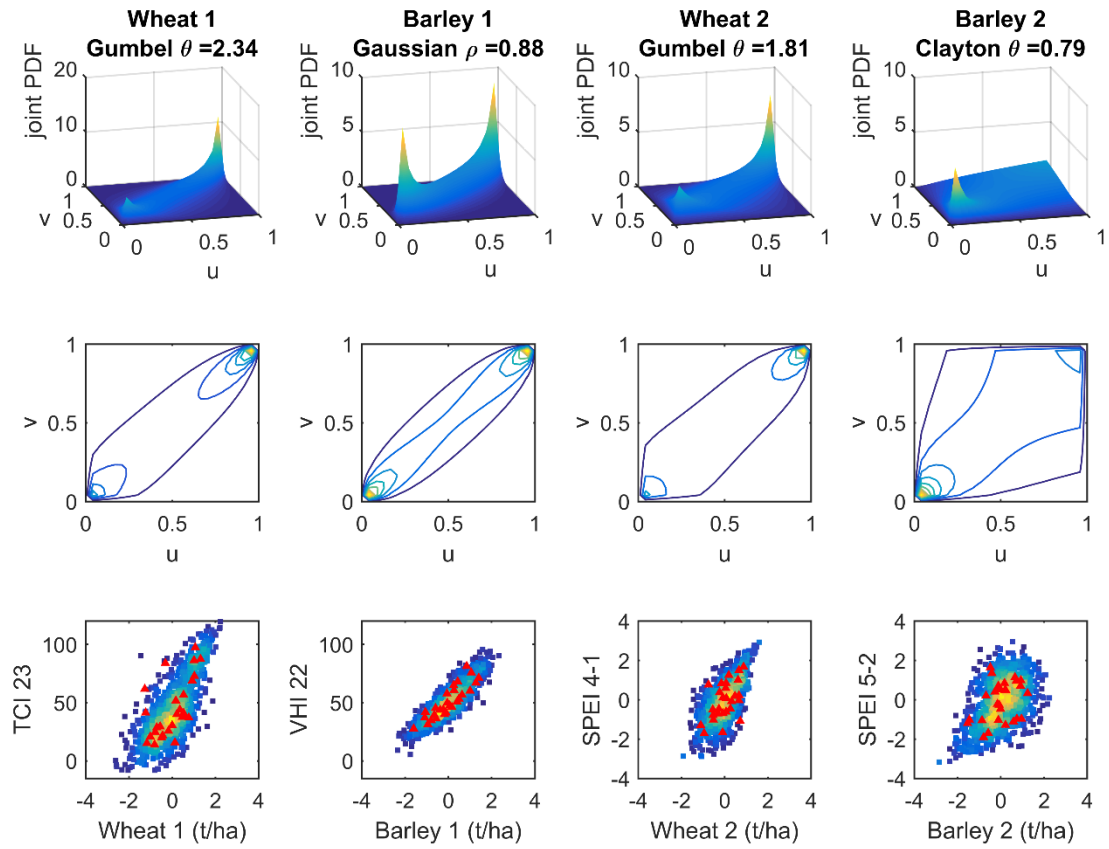 Wheat 1
Gumbel θ =2.34
Barley 1
Gaussian ρ =0.88
Wheat 2
Gumbel θ =1.81
Barley 2
Clayton θ =0.79
joint PDF
20
10
0
1
0.5
0
v
0
0.5
1
u
joint PDF
10
5
0
1
0.5
0
v
0
0.5
1
u
joint PDF
10
5
0
1
0.5
0
v
0
0.5
1
u
joint PDF
10
5
0
1
0.5
0
v
0
0.5
1
u
v
1
0.5
0
0 0.5 1
u
v
1
0.5
0
0 0.5 1
u
v
1
0.5
0
0 0.5 1
u
v
1
0.5
0
0 0.5 1
u
TCI 23
100
50
0
-4 -2 0 2 4
Wheat 1 (t/ha)
VHI 22
100
50
0
-4 -2 0 2 4
Barley 1 (t/ha)
SPEI 4-1
4
2
0
-2
-4
-4 -2 0 2 4
Wheat 2 (t/ha)
SPEI 5-2
4
2
0
-2
-4
-4 -2 0 2 4
Barley 2 (t/ha)